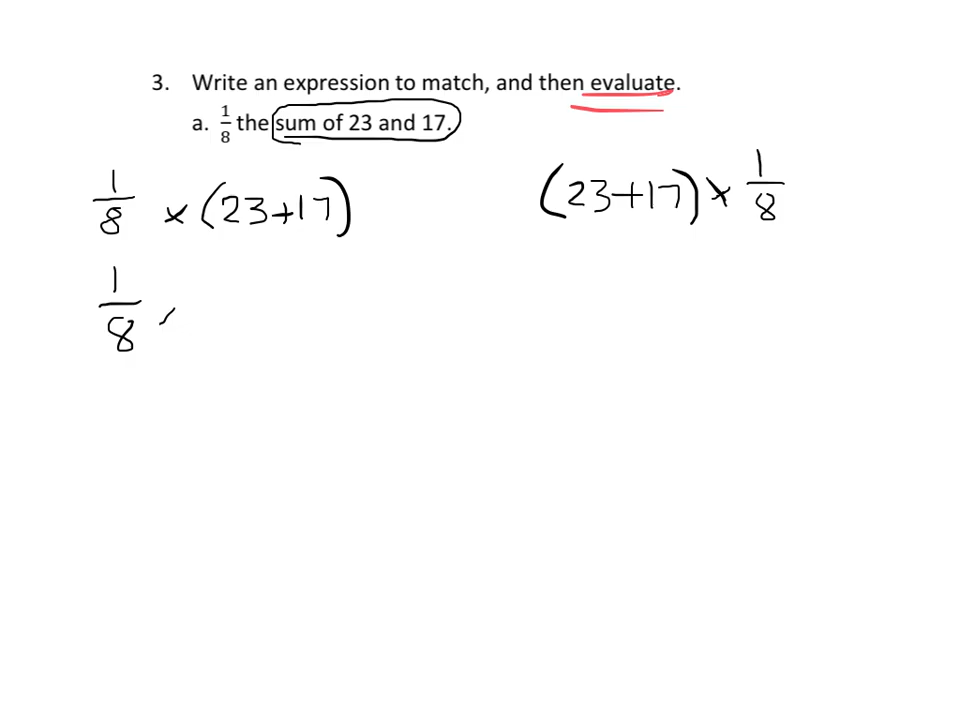 3. Write an expression to match, and then evaluate.
a. 1/8 the sum of 23 and 17.
1/8 × (23+17)
(23+17) × 1/8
1/8